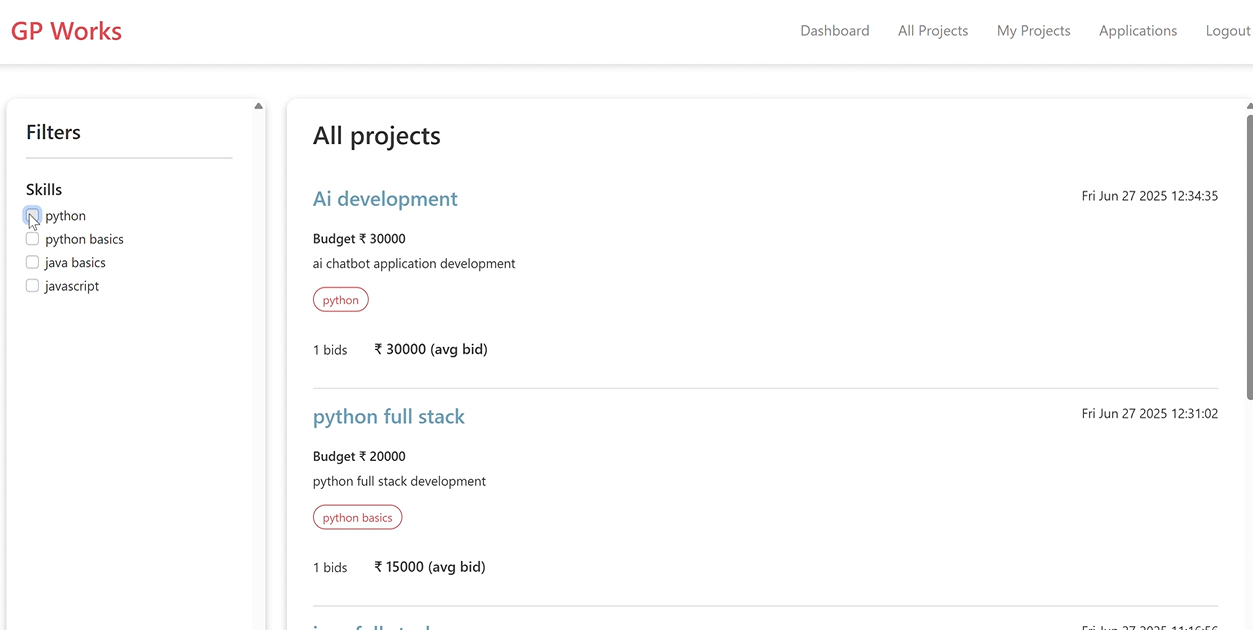 GP Works
Dashboard All Projects My Projects Applications Logout
Filters
Skills
python
python basics
java basics
javascript
All projects
Ai development
Fri Jun 27 2025 12:34:35
Budget ₹ 30000
ai chatbot application development
python
1 bids ₹ 30000 (avg bid)
python full stack
Fri Jun 27 2025 12:31:02
Budget ₹ 20000
python full stack development
python basics
1 bids ₹ 15000 (avg bid)